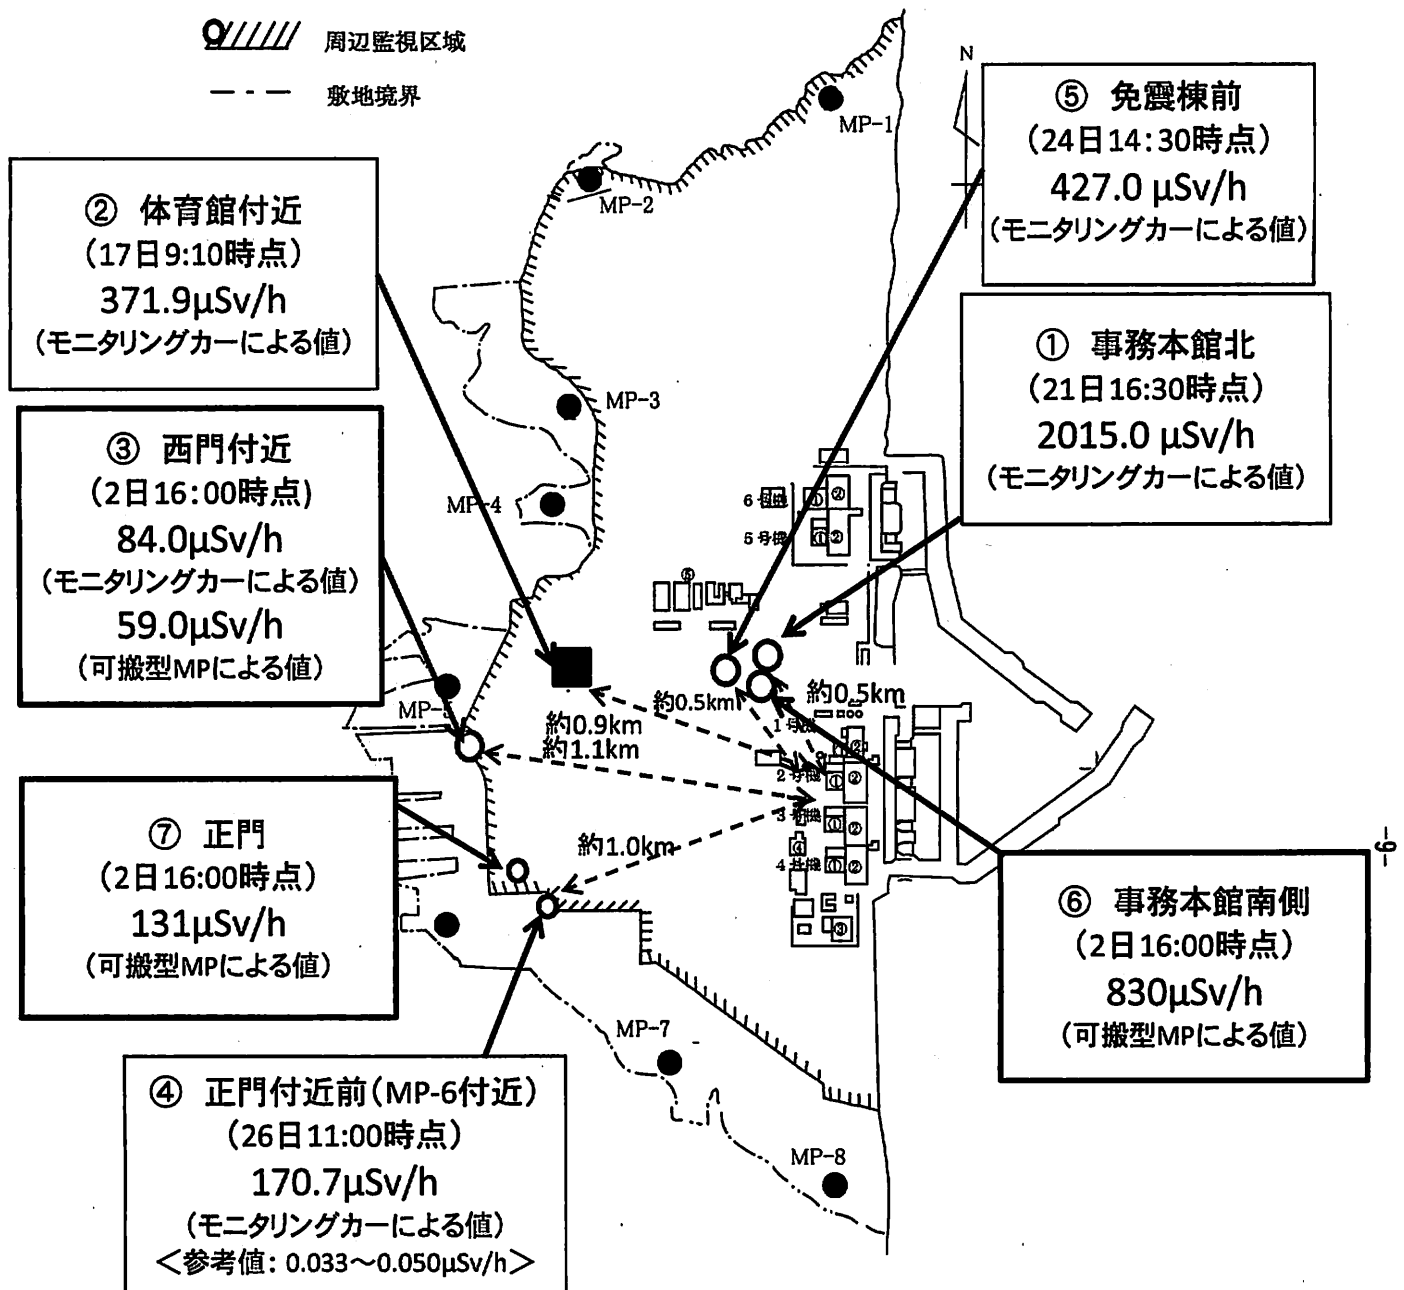 周辺監視区域
敷地境界
N
MP-1
MP-2
MP-3
MP-4
MP-
MP-7
MP-8
⑤ 免震棟前
(24日14:30時点)
427.0 μSv/h
(モニタリングカーによる値)
② 体育館付近
(17日9:10時点)
371.9μSv/h
(モニタリングカーによる値)
① 事務本館北
(21日16:30時点)
2015.0 μSv/h
(モニタリングカーによる値)
③ 西門付近
(2日16:00時点)
84.0μSv/h
(モニタリングカーによる値)
59.0μSv/h
(可搬型MPによる値)
6号機
① ②
5号機
① ②
約0.5km
約0.5km
約0.9km
約1.1km
約1.0km
1号機
②
2号機
① ②
3号機
① ②
④
4号機
① ②
③
⑦ 正門
(2日16:00時点)
131μSv/h
(可搬型MPによる値)
⑥ 事務本館南側
(2日16:00時点)
830μSv/h
(可搬型MPによる値)
④ 正門付近前(MP-6付近)
(26日11:00時点)
170.7μSv/h
(モニタリングカーによる値)
<参考値: 0.033~0.050μSv/h>